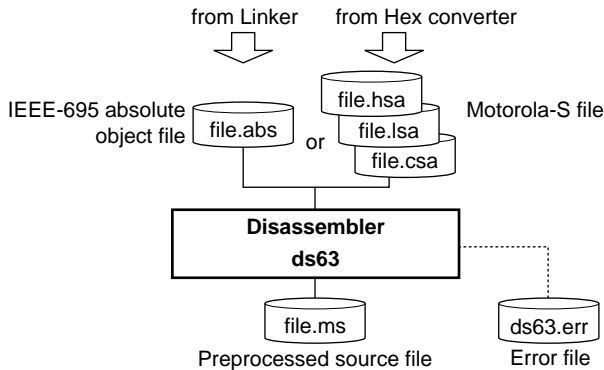 from Linker
from Hex converter
IEEE-695 absolute
object file
file.abs
or
file.hsa
file.lsa
file.csa
Motorola-S file
Disassembler
ds63
file.ms
Preprocessed source file
ds63.err
Error file